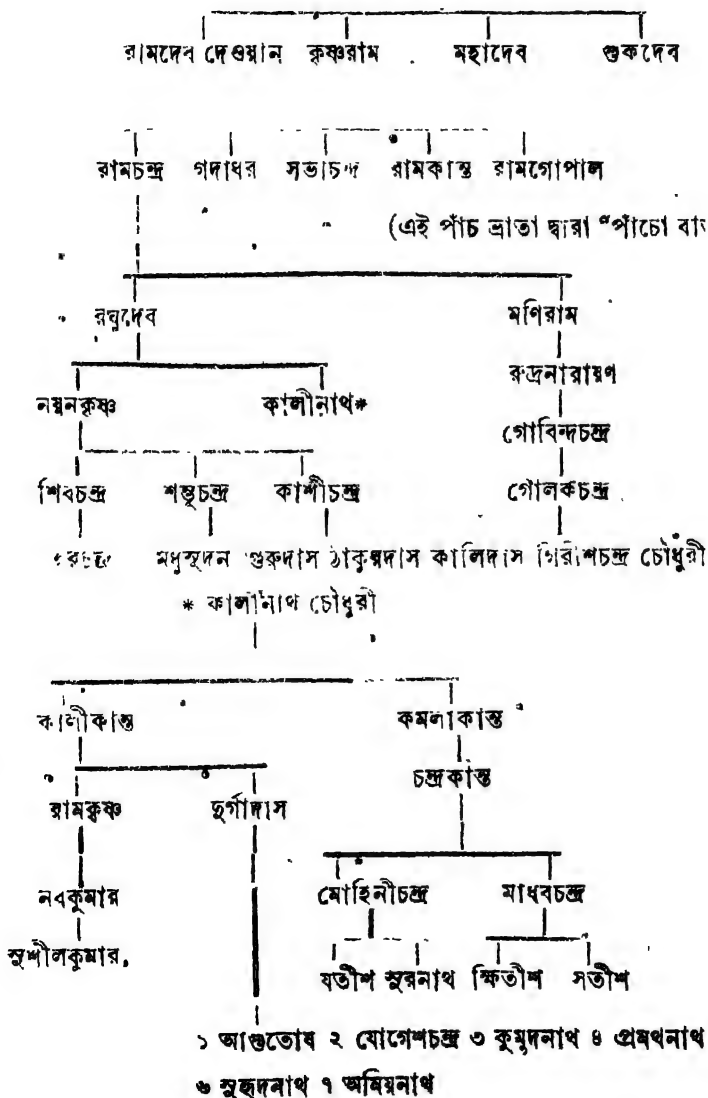 রামদেব দেওয়ান কৃষ্ণরাম মহাদেব শুকদেব
রামচন্দ্র গদাধর সভাচন্দ্র রামকান্ত রামগোপাল
(এই পাঁচ ভ্রাতা দ্বারা "পাঁচো
রঘুদেব মণিরাম
রুদ্রনারায়ণ
নয়নকৃষ্ণ কালীনাথ*
গোবিন্দচন্দ্র
শিবচন্দ্র শম্ভুচন্দ্র কাশীচন্দ্র গোলকচন্দ্র
মধুসূদন গুরুদাস ঠাকুরদাস কালিদাস গিরিশচন্দ্র চৌধুরী
* কালীনাথ চৌধুরী
কালীকান্ত কমলাকান্ত
চন্দ্রকান্ত
রামকৃষ্ণ দুর্গাদাস
নবকুমার মোহিনীচন্দ্র মাধবচন্দ্র
সুশীলকুমার.
যতীশ সুরনাথ ক্ষিতীশ সতীশ
১ আশুতোষ ২ যোগেশচন্দ্র ৩ কুমুদনাথ ৪ প্রমথনাথ
৬ সুহৃদনাথ ৭ অমিয়নাথ